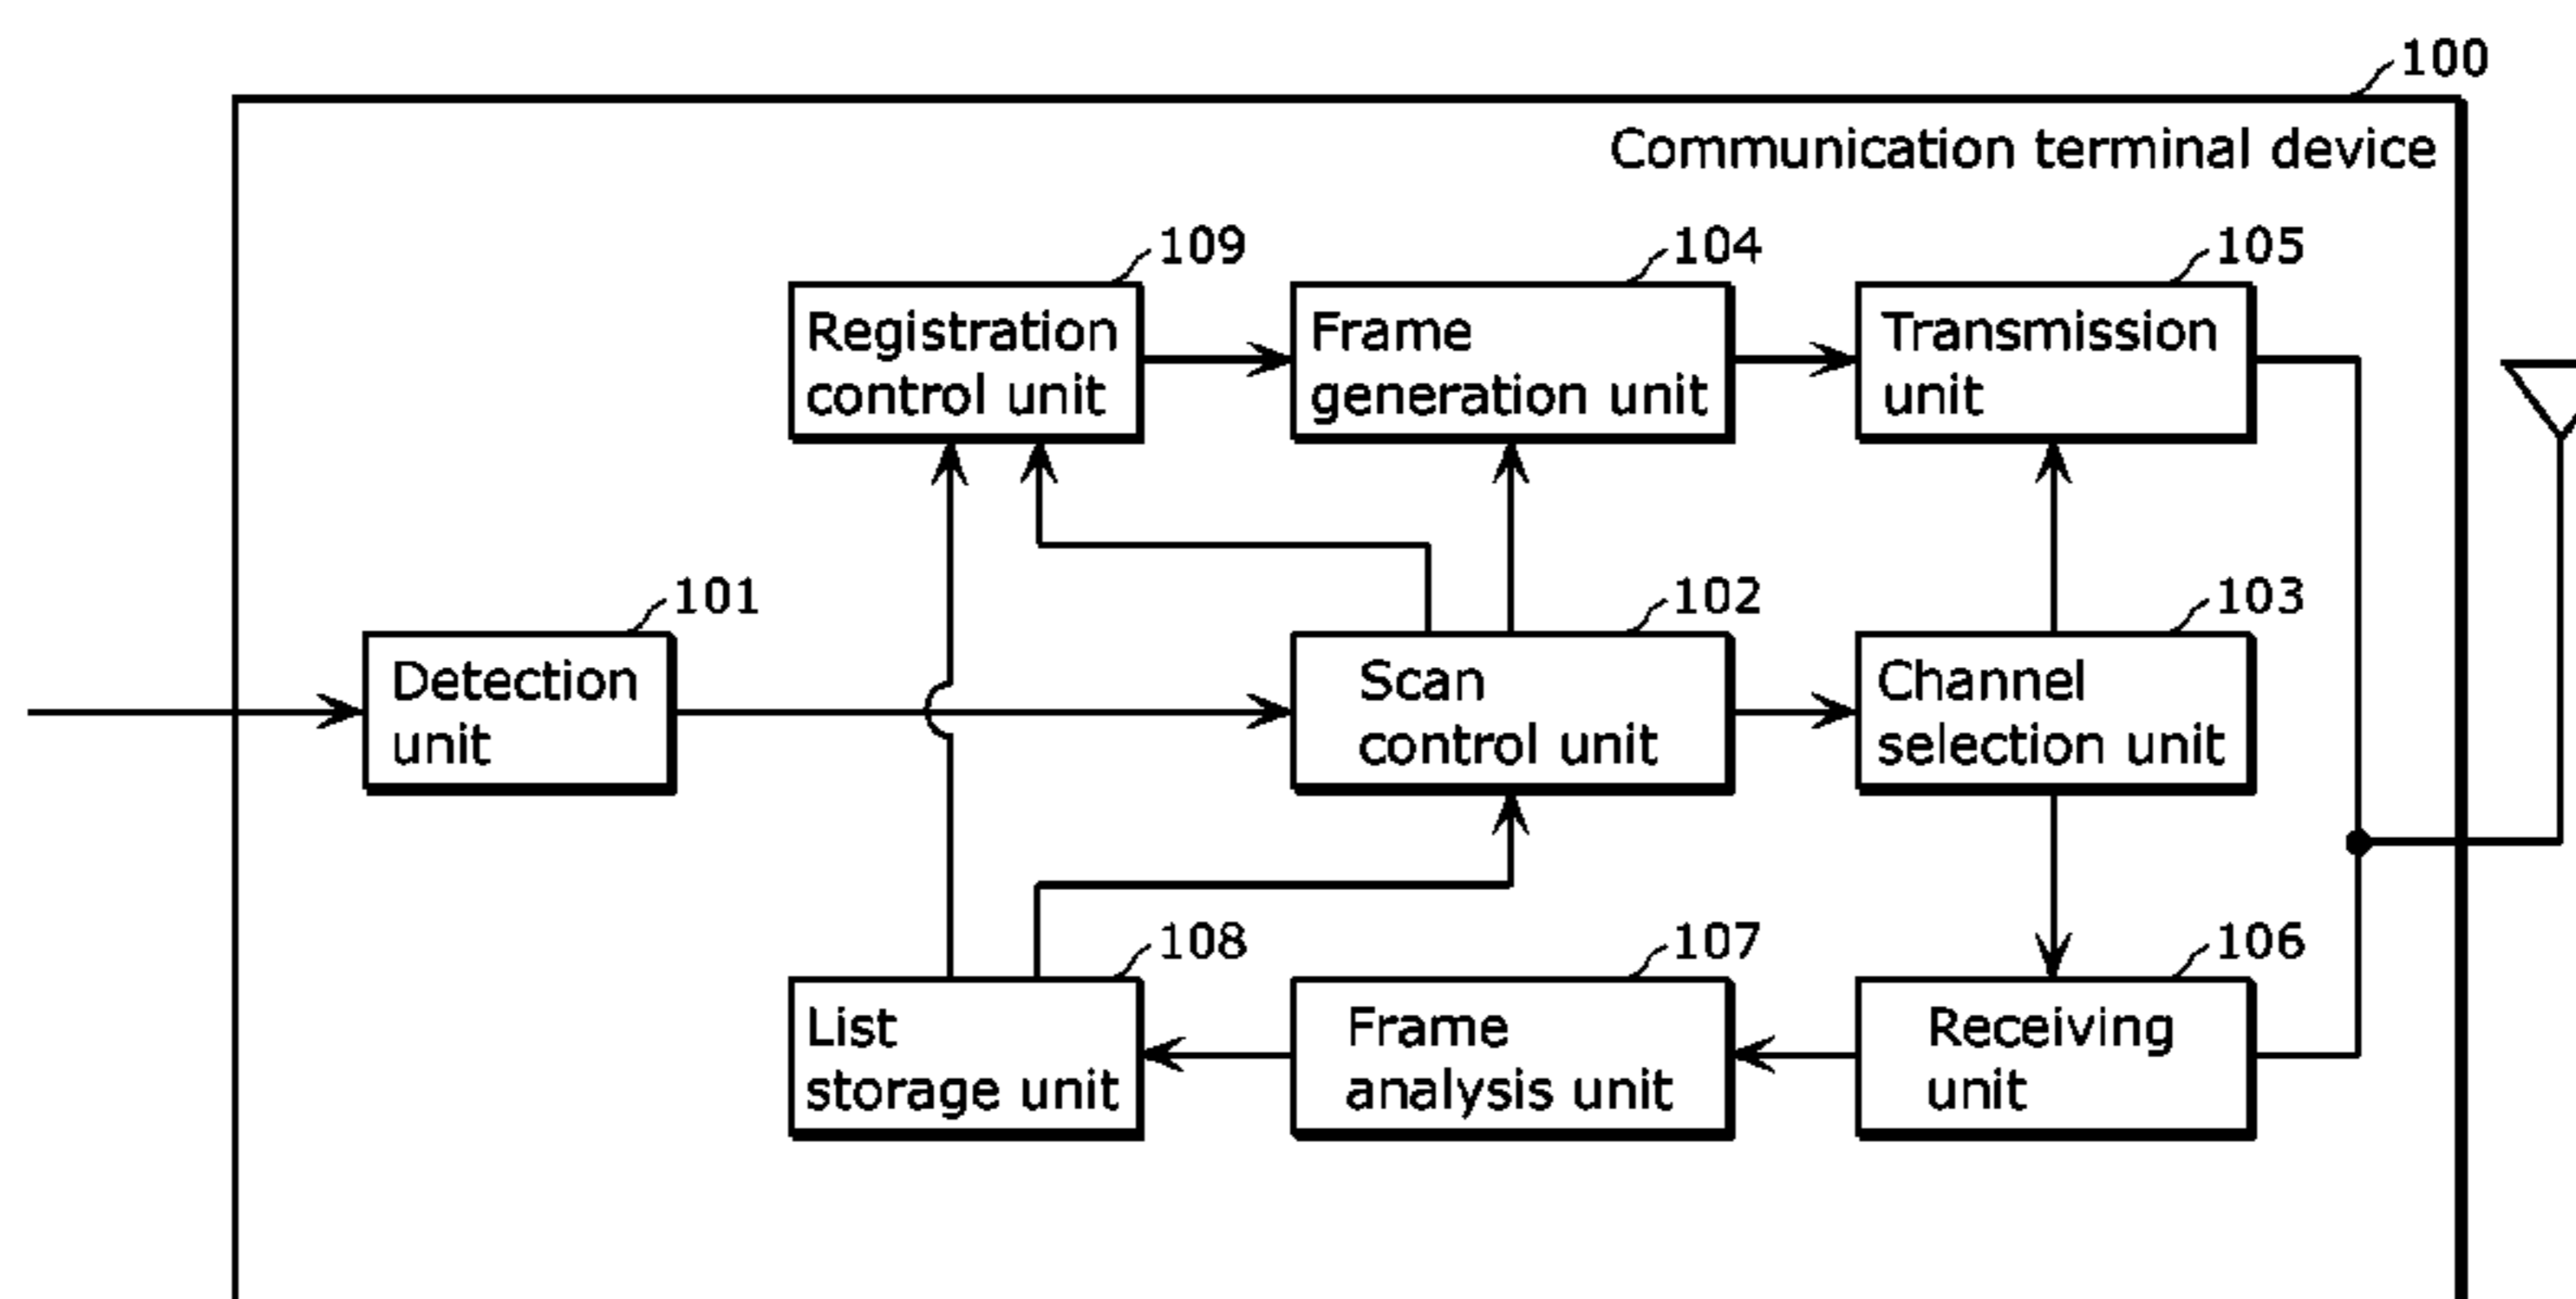 100
Communication terminal device
109
104
105
Registration
control unit
Frame
generation unit
Transmission
unit
101
102
103
Detection
unit
Scan
control unit
Channel
selection unit
108
107
106
List
storage unit
Frame
analysis unit
Receiving
unit